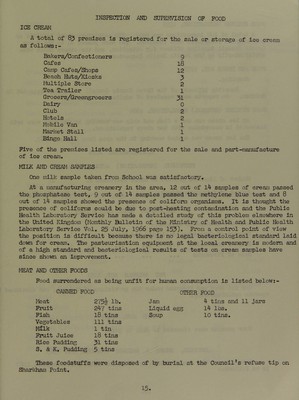 INSPECTION AND SUPERVISION OF FOOD
ICE CREAM
A total of 83 premises is registered for the sale or storage of ice cream
as follows:-
Bakers/Confectioners 9
Cafes 18
Camp Cafes/Shops 12
Beach Huts/Kiosks 3
Multiple Store 2
Tea Trailer 1
Grocers/Greengrocers 31
Dairy 0
Club 2
Hotels 2
Mobile Van 1
Market Stall 1
Bingo Hall 1
Five of the premises listed are registered for the sale and part-manufacture
of ice cream.
MILK AND CREAM SAMPLES
One milk sample taken from School was satisfactory.
At a manufacturing creamery in the area, 12 out of 14 samples of cream passed
the phosphatase test, 9 out of 14 samples passed the methylene blue test and 8
out of 14 samples showed the presence of coliform organisms. It is thought the
presence of coliforms could be due to post-heating contamination and the Public
Health Laboratory Service has made a detailed study of this problem elsewhere in
the United Kingdom (Monthly Bulletin of the Ministry of Health and Public Health
Laboratory Service Vol. 25 July, 1966 page 153). From a control point of view
the position is difficult because there is no bacteriological standard laid
down for cream. The pasteurisation equipment at the local creamery is modern and
of a high standard and bacteriological results of tests on cream samples have
since shown an improvement.
MEAT AND OTHER FOODS
Food surrendered as being unfit for human consumption is listed below:-
CANNED FOOD OTHER FOOD
Meat 275½ lb. Jam 4 tins and 11 jars
Fruit 247 tins Liquid egg 14 lbs.
Fish 18 tins Soup 10 tins.
Vegetables 111 tins
Milk 1 tin
Fruit Juice 18 tins
Rice Pudding 31 tins
S. & K. Pudding 5 tins
These foodstuffs were disposed of by burial at the Council's refuse tip on
Sharkham Point.
15.